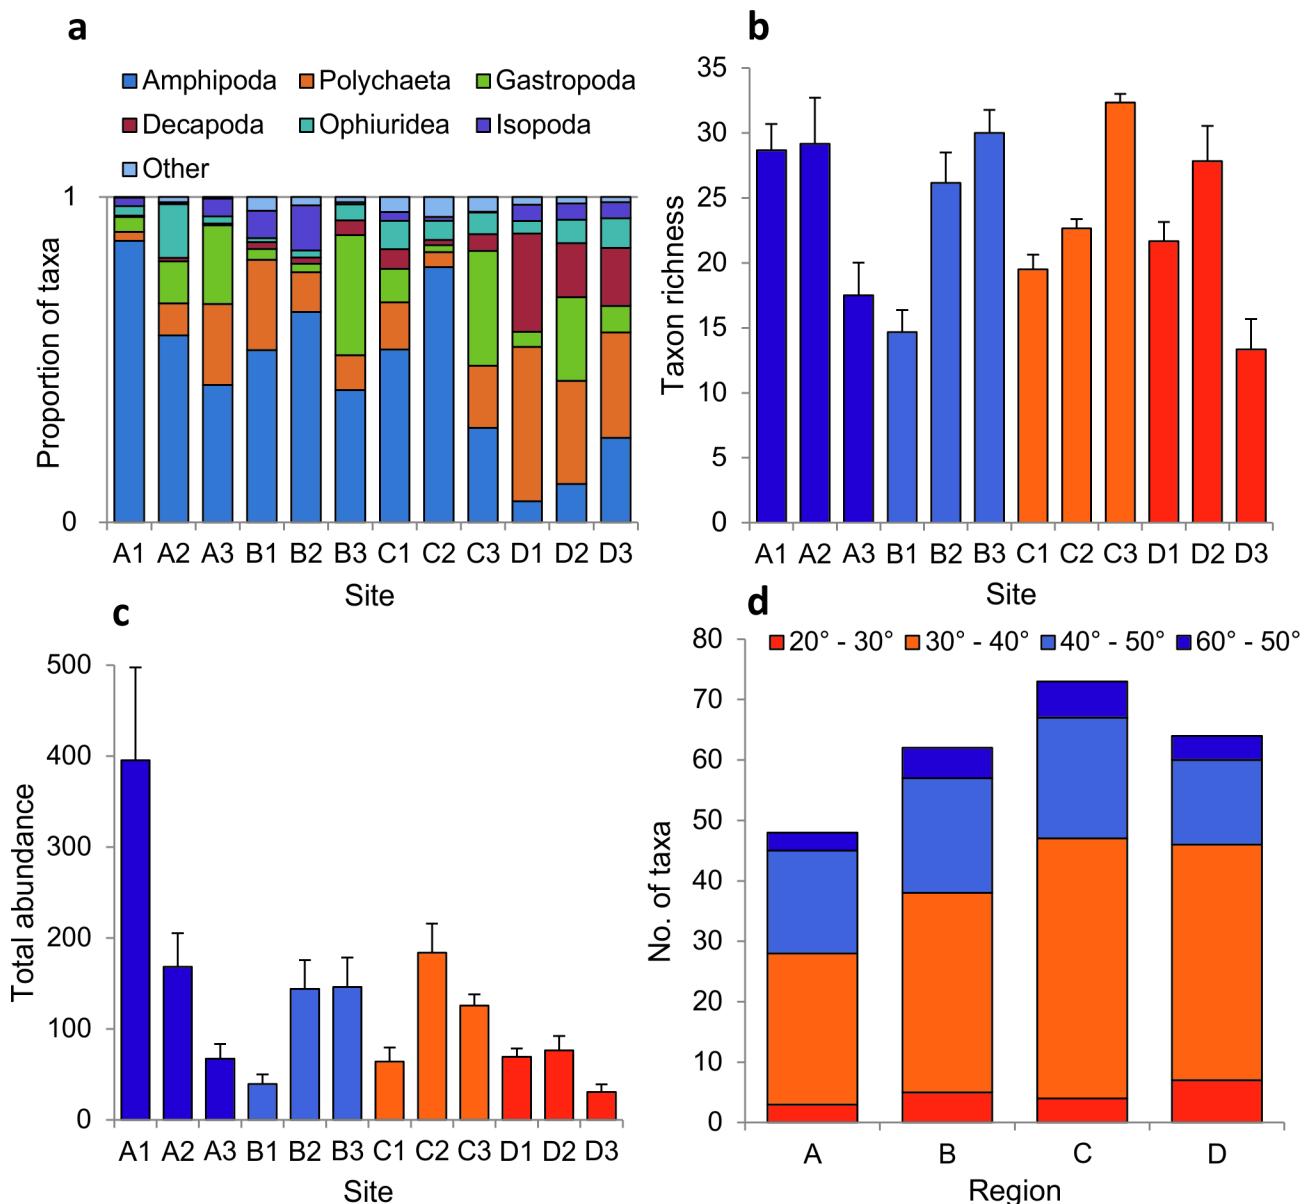 a
Amphipoda Polychaeta Gastropoda
Decapoda Ophiuridea Isopoda
Other
1
0
Proportion of taxa
A1 A2 A3 B1 B2 B3 C1 C2 C3 D1 D2 D3
Site
b
35
30
25
20
15
10
5
0
Taxon richness
A1 A2 A3 B1 B2 B3 C1 C2 C3 D1 D2 D3
Site
c
500
400
300
200
100
0
Total abundance
A1 A2 A3 B1 B2 B3 C1 C2 C3 D1 D2 D3
Site
d
20° - 30° 30° - 40° 40° - 50° 60° - 50°
80
70
60
50
40
30
20
10
0
No. of taxa
A B C D
Region